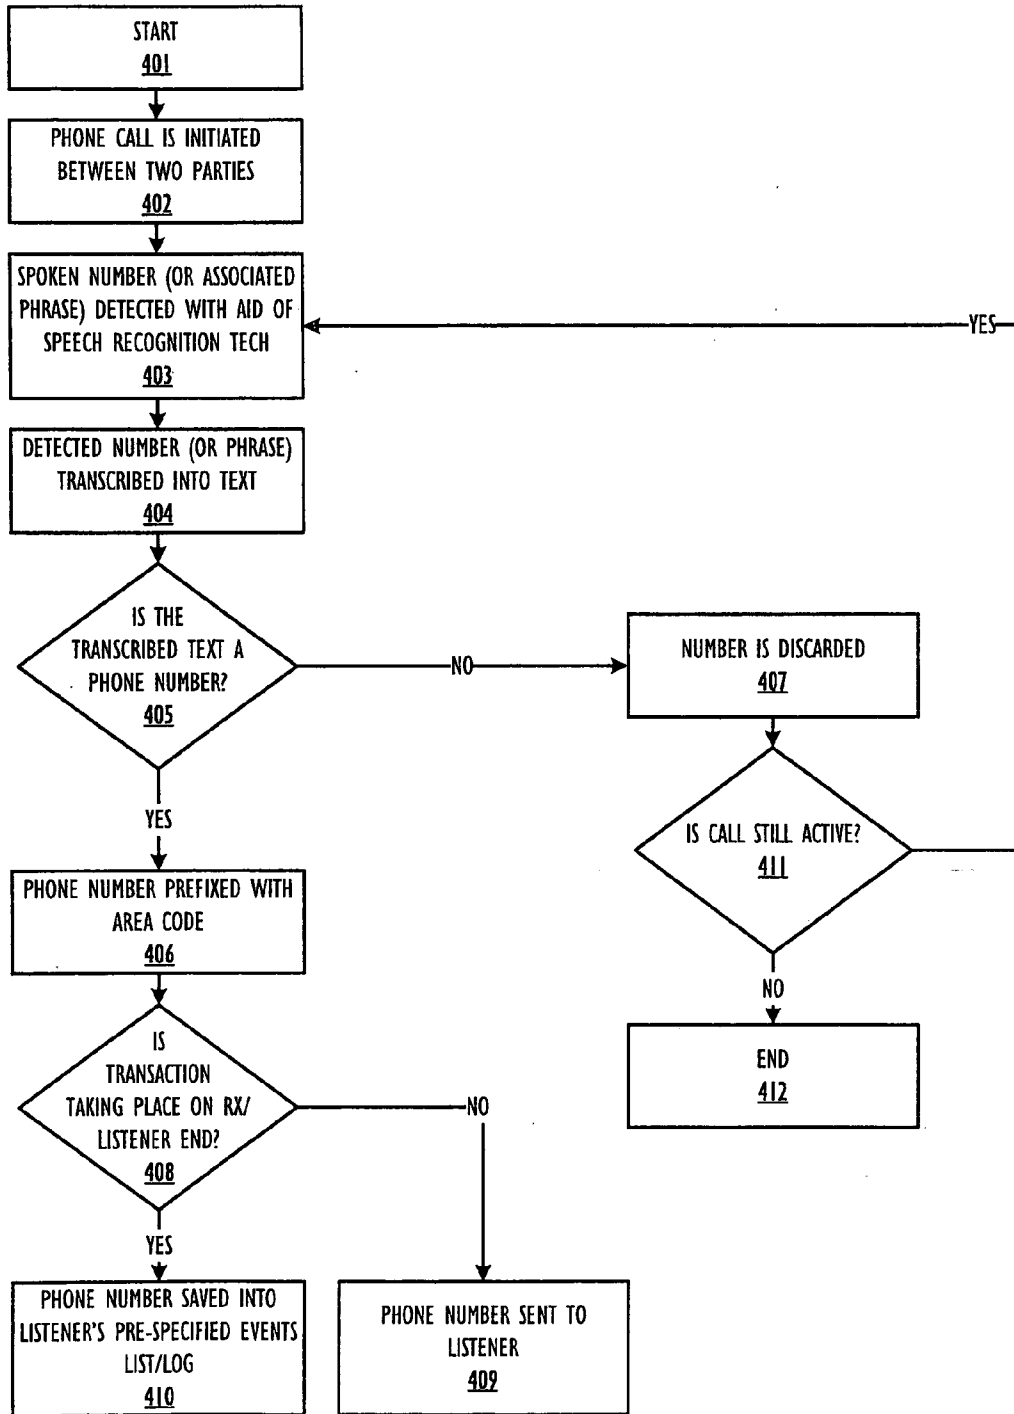 START
401
PHONE CALL IS INITIATED
BETWEEN TWO PARTIES
402
SPOKEN NUMBER (OR ASSOCIATED
PHRASE) DETECTED WITH AID OF
SPEECH RECOGNITION TECH
403
YES
DETECTED NUMBER (OR PHRASE)
TRANSCRIBED INTO TEXT
404
IS THE
TRANSCRIBED TEXT A
PHONE NUMBER?
405
NO
NUMBER IS DISCARDED
407
YES
IS CALL STILL ACTIVE?
411
PHONE NUMBER PREFIXED WITH
AREA CODE
406
NO
IS
TRANSACTION
TAKING PLACE ON RX/
LISTENER END?
408
NO
END
412
YES
PHONE NUMBER SAVED INTO
LISTENER'S PRE-SPECIFIED EVENTS
LIST/LOG
410
PHONE NUMBER SENT TO
LISTENER
409